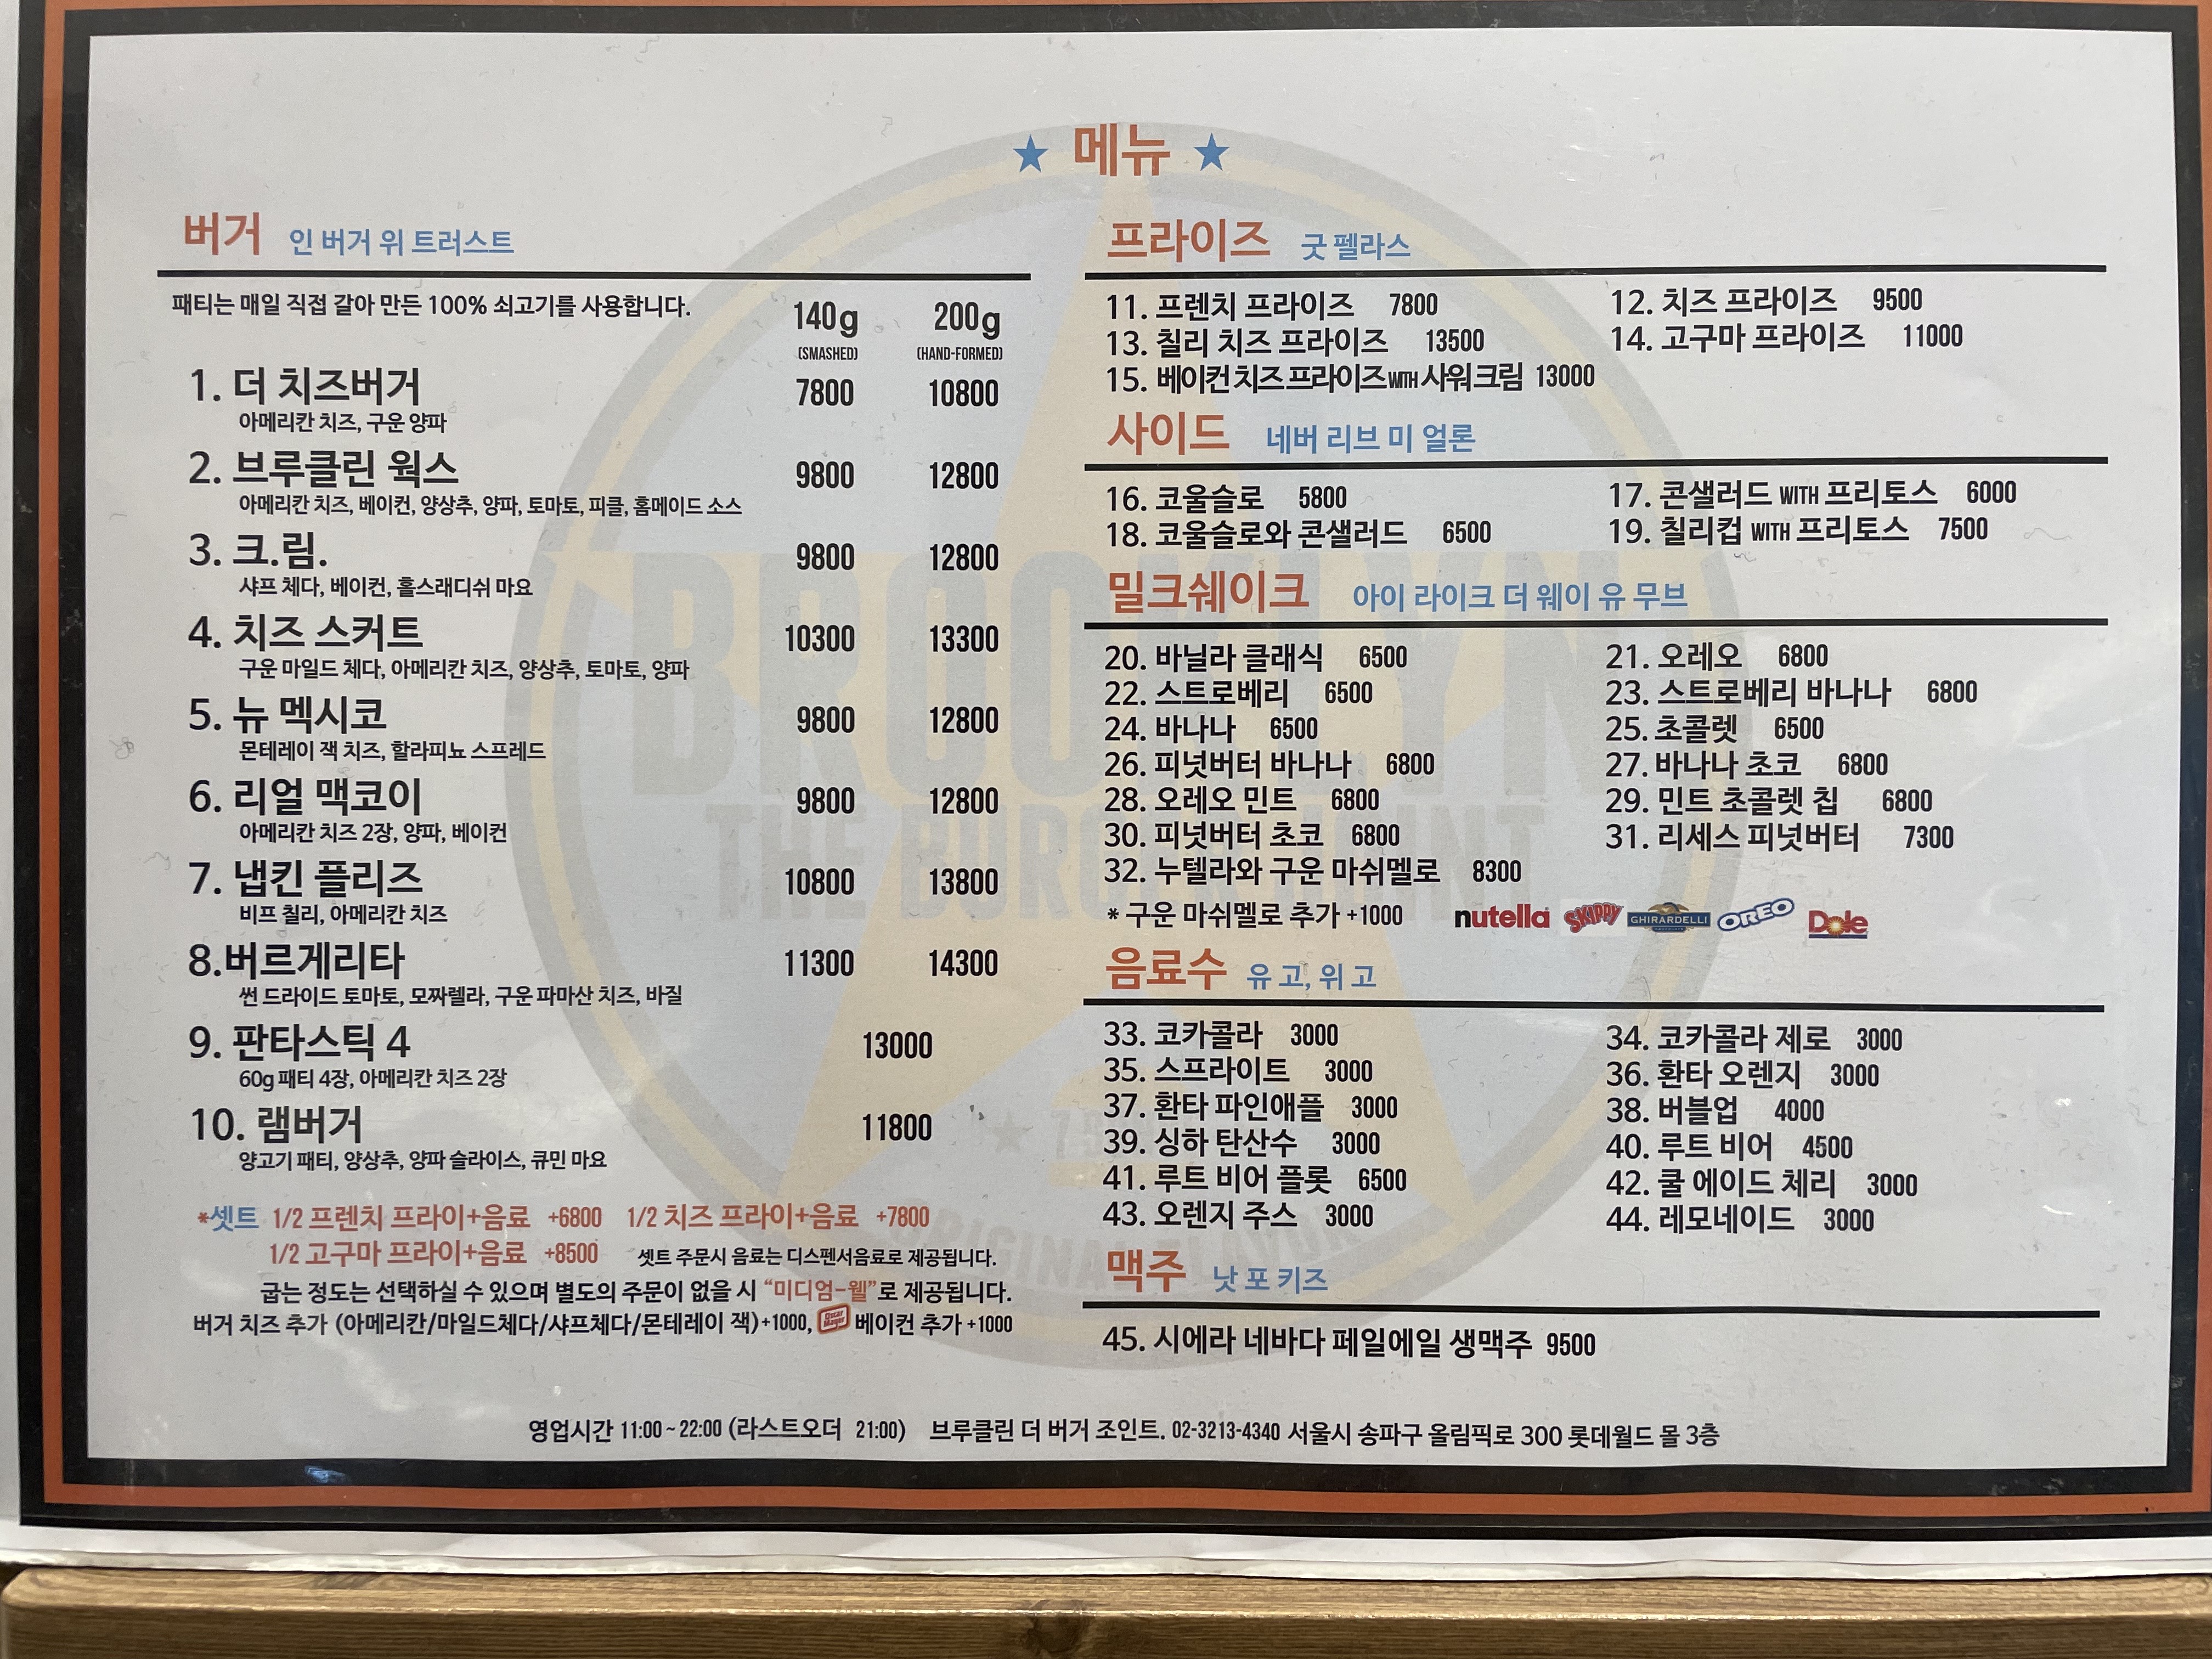 ★ 메뉴 ★
버거 인 버거 위 트러스트
패티는 매일 직접 갈아 만든 100% 쇠고기를 사용합니다.
140g 200g
(SMASHED) (HAND-FORMED)
1. 더 치즈버거 7800 10800
아메리칸 치즈, 구운 양파
2. 브루클린 웍스 9800 12800
아메리칸 치즈, 베이컨, 양상추, 양파, 토마토, 피클, 홈메이드 소스
3. 크.림. 9800 12800
샤프 체다, 베이컨, 홀스래디쉬 마요
4. 치즈 스커트 10300 13300
구운 마일드 체다, 아메리칸 치즈, 양상추, 토마토, 양파
5. 뉴 멕시코 9800 12800
몬테레이 잭 치즈, 할라피뇨 스프레드
6. 리얼 맥코이 9800 12800
아메리칸 치즈 2장, 양파, 베이컨
7. 냅킨 플리즈 10800 13800
비프 칠리, 아메리칸 치즈
8.버르게리타 11300 14300
썬 드라이드 토마토, 모짜렐라, 구운 파마산 치즈, 바질
9. 판타스틱 4 13000
60g 패티 4장, 아메리칸 치즈 2장
10. 램버거 11800
양고기 패티, 양상추, 양파 슬라이스, 큐민 마요
*셋트 1/2 프렌치 프라이+음료 +6800 1/2 치즈 프라이+음료 +7800
1/2 고구마 프라이+음료 +8500 셋트 주문시 음료는 디스펜서음료로 제공됩니다.
굽는 정도는 선택하실 수 있으며 별도의 주문이 없을 시 “미디엄-웰”로 제공됩니다.
버거 치즈 추가 (아메리칸/마일드체다/샤프체다/몬테레이 잭)+1000, Oscar Mayer 베이컨 추가 +1000
프라이즈 굿 펠라스
11. 프렌치 프라이즈 7800 12. 치즈 프라이즈 9500
13. 칠리 치즈 프라이즈 13500 14. 고구마 프라이즈 11000
15. 베이컨치즈프라이즈WITH사워크림 13000
사이드 네버 리브 미 얼론
16. 코울슬로 5800 17. 콘샐러드 WITH 프리토스 6000
18. 코울슬로와 콘샐러드 6500 19. 칠리컵 WITH 프리토스 7500
밀크쉐이크 아이 라이크 더 웨이 유 무브
20. 바닐라 클래식 6500 21. 오레오 6800
22. 스트로베리 6500 23. 스트로베리 바나나 6800
24. 바나나 6500 25. 초콜렛 6500
26. 피넛버터 바나나 6800 27. 바나나 초코 6800
28. 오레오 민트 6800 29. 민트 초콜렛 칩 6800
30. 피넛버터 초코 6800 31. 리세스 피넛버터 7300
32. 누텔라와 구운 마쉬멜로 8300
* 구운 마쉬멜로 추가 +1000 nutella SKIPPY GHIRARDELLI OREO Dole
음료수 유 고, 위 고
33. 코카콜라 3000 34. 코카콜라 제로 3000
35. 스프라이트 3000 36. 환타 오렌지 3000
37. 환타 파인애플 3000 38. 버블업 4000
39. 싱하 탄산수 3000 40. 루트 비어 4500
41. 루트 비어 플롯 6500 42. 쿨 에이드 체리 3000
43. 오렌지 주스 3000 44. 레모네이드 3000
맥주 낫 포 키즈
45. 시에라 네바다 페일에일 생맥주 9500
BROOKLYN
THE BURGER JOINT
ORIGINAL FLAVOR
영업시간 11:00 ~ 22:00 (라스트오더 21:00) 브루클린 더 버거 조인트. 02-3213-4340 서울시 송파구 올림픽로 300 롯데월드 몰 3층